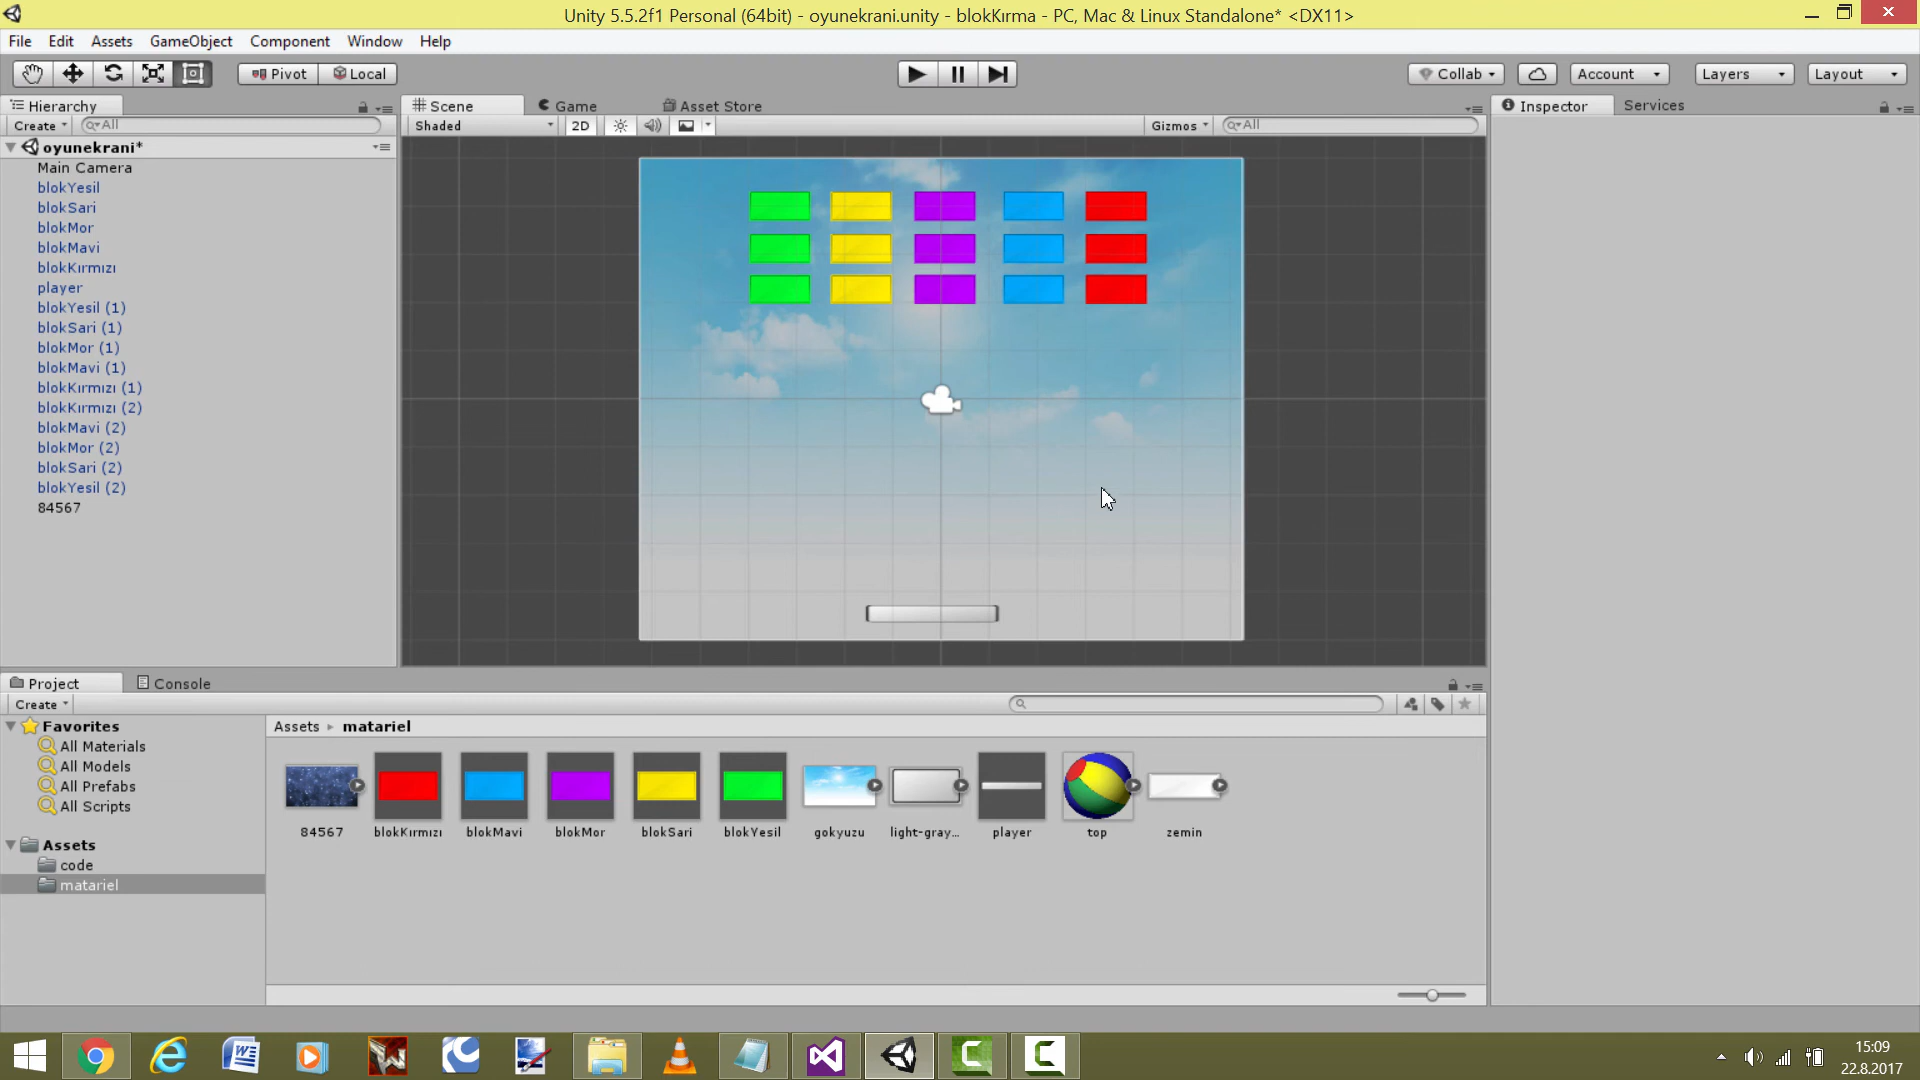 Unity 5.5.2f1 Personal (64bit) - oyunekrani.unity - blokKırma - PC, Mac & Linux Standalone* <DX11>
File Edit Assets GameObject Component Window Help
Pivot Local Collab Account Layers Layout
Hierarchy
Create All
oyunekrani*
Main Camera
blokYesil
blokSari
blokMor
blokMavi
blokKırmızı
player
blokYesil (1)
blokSari (1)
blokMor (1)
blokMavi (1)
blokKırmızı (1)
blokKırmızı (2)
blokMavi (2)
blokMor (2)
blokSari (2)
blokYesil (2)
84567
Scene Game Asset Store
Shaded 2D Gizmos All
Inspector Services
Project Console
Create
Favorites
All Materials
All Models
All Prefabs
All Scripts
Assets
code
matariel
Assets matariel
84567 blokKırmızı blokMavi blokMor blokSari blokYesil gokyuzu light-gray... player top zemin
15:09
22.8.2017